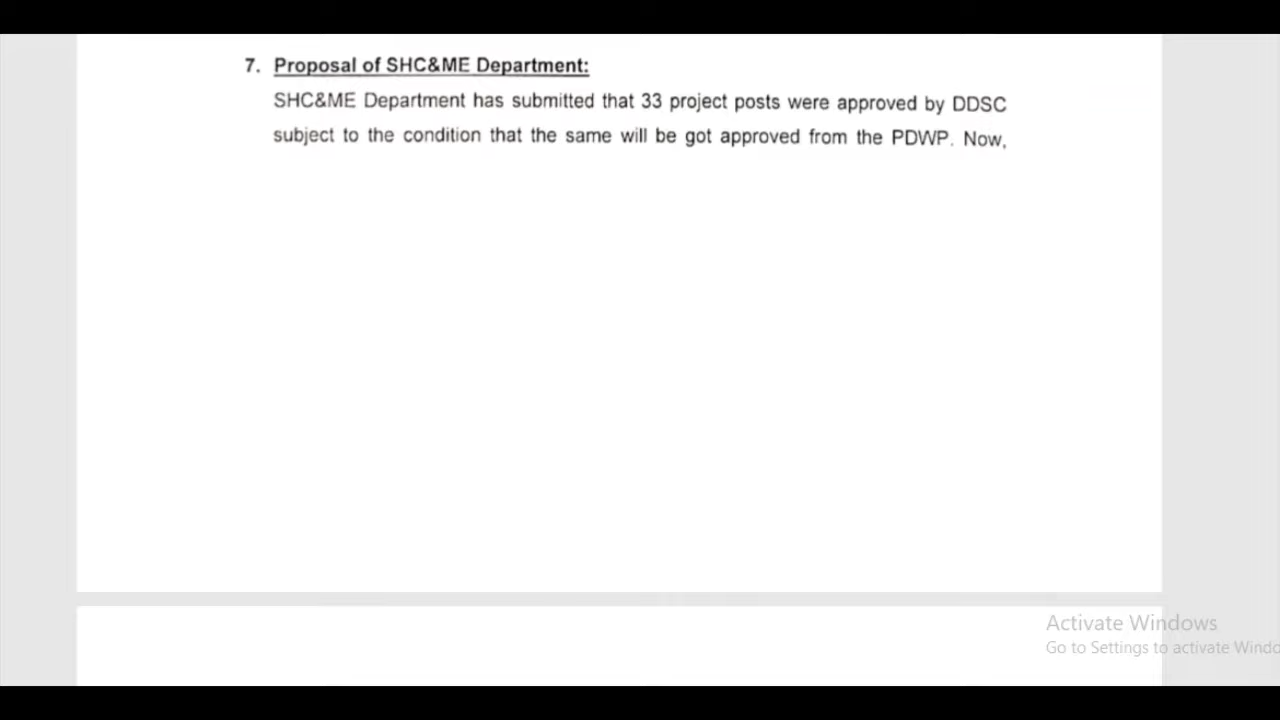 7. Proposal of SHC&ME Department:
SHC&ME Department has submitted that 33 project posts were approved by DDSC
subject to the condition that the same will be got approved from the PDWP. Now,
Activate Windows
Go to Settings to activate Windo